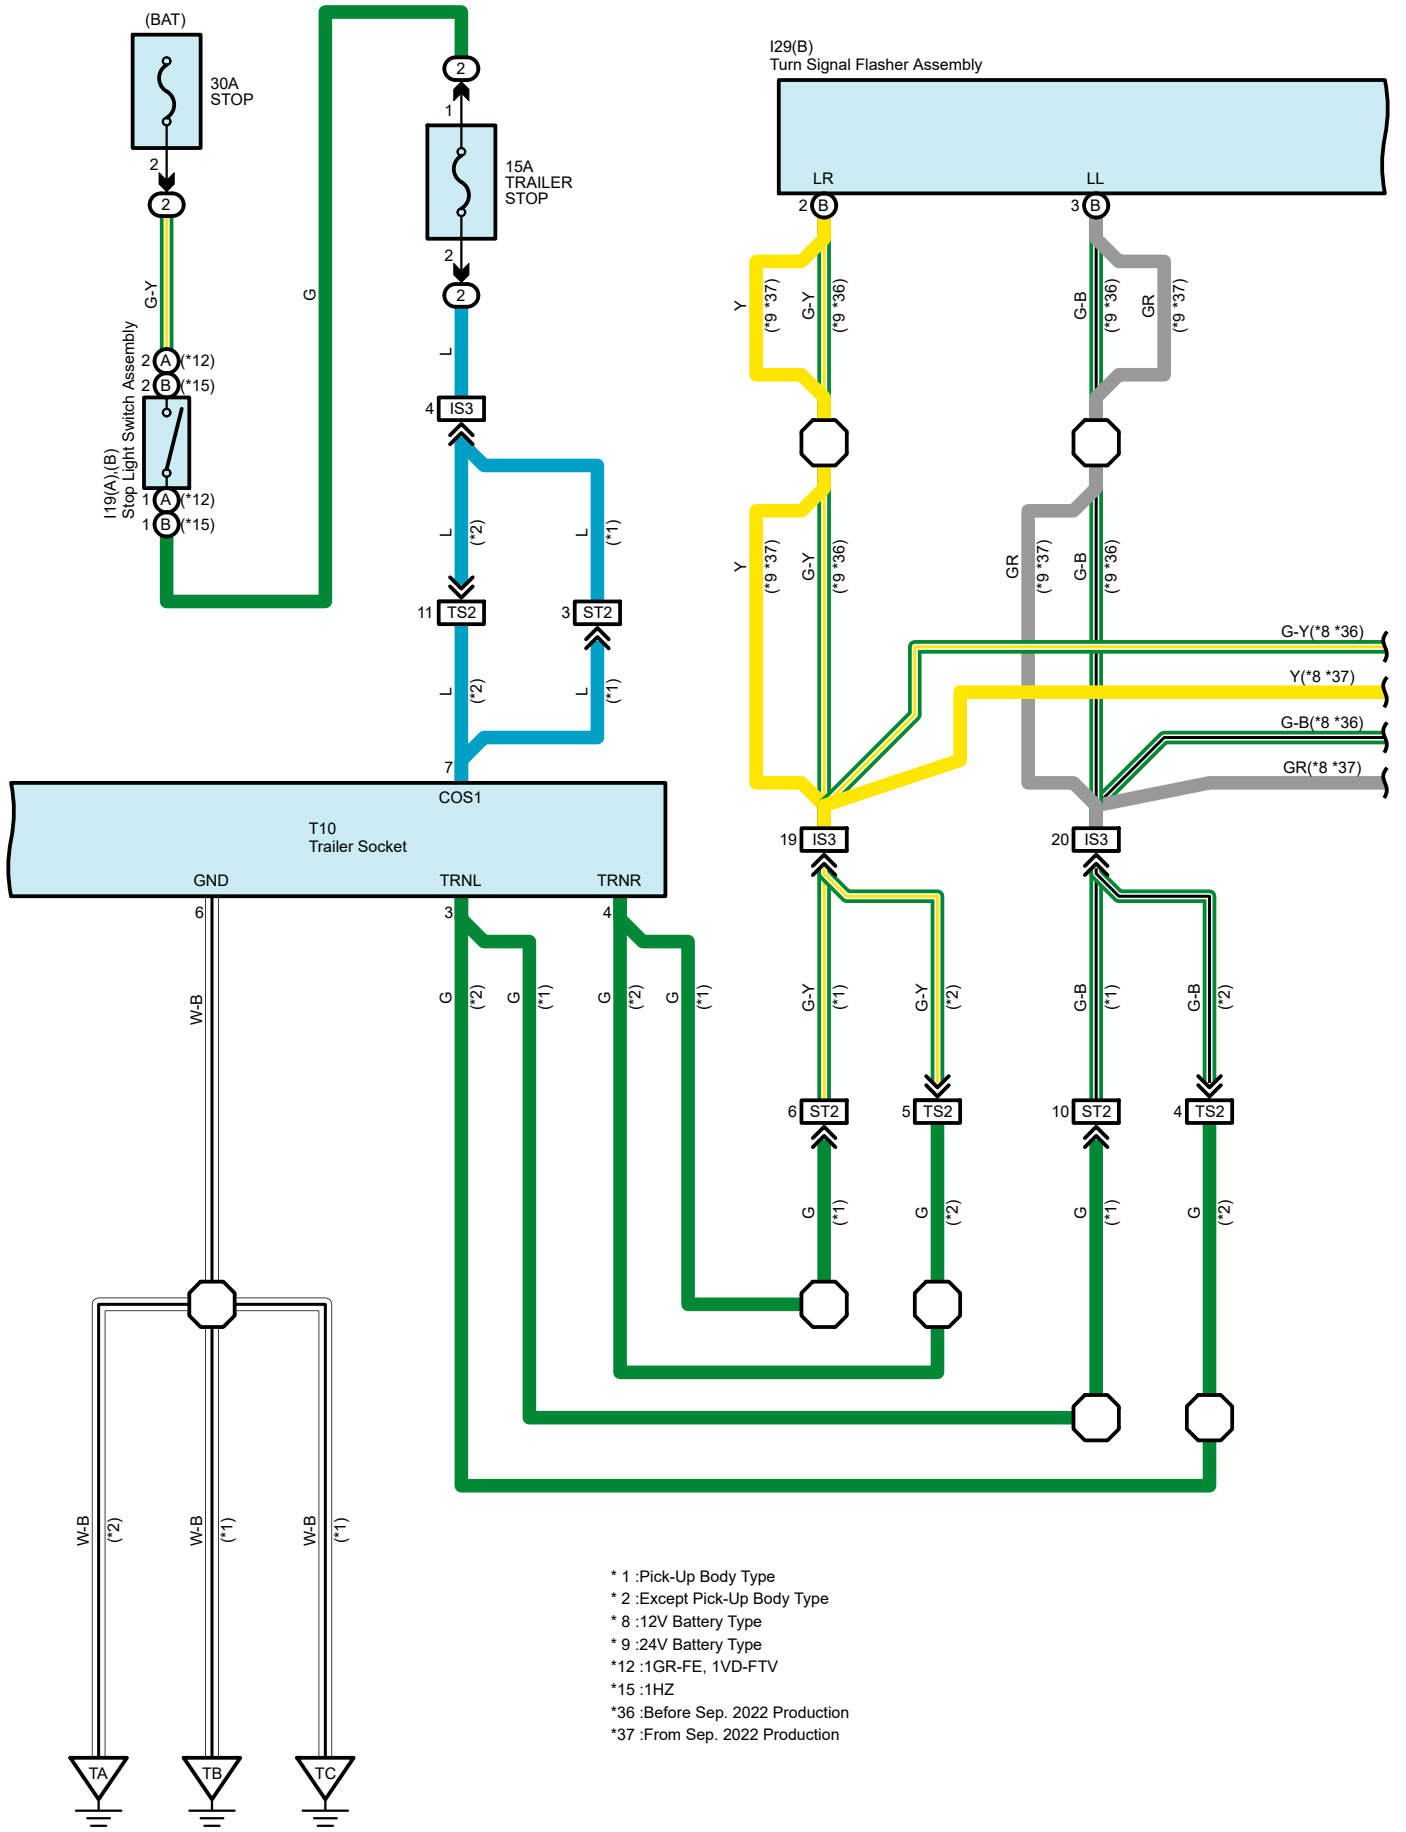 (BAT)
30A
STOP
2
2
G-Y
2 A (*12)
2 B (*15)
I19(A),(B)
Stop Light Switch Assembly
1 A (*12)
1 B (*15)
G
2
1
15A
TRAILER
STOP
2
2
L
4 IS3
L (*2)
L (*1)
11 TS2
3 ST2
L (*2)
L (*1)
7
COS1
T10
Trailer Socket
GND
TRNL
TRNR
6
3
4
W-B
G (*2)
G (*1)
G (*2)
G (*1)
I29(B)
Turn Signal Flasher Assembly
LR
LL
2 B
3 B
Y (*9 *37)
G-Y (*9 *36)
G-B (*9 *36)
GR (*9 *37)
Y (*9 *37)
G-Y (*9 *36)
GR (*9 *37)
G-B (*9 *36)
G-Y(*8 *36)
Y(*8 *37)
G-B(*8 *36)
GR(*8 *37)
19 IS3
20 IS3
G-Y (*1)
G-Y (*2)
G-B (*1)
G-B (*2)
6 ST2
5 TS2
10 ST2
4 TS2
G (*1)
G (*2)
G (*1)
G (*2)
W-B (*2)
W-B (*1)
W-B (*1)
TA
TB
TC
* 1 :Pick-Up Body Type
* 2 :Except Pick-Up Body Type
* 8 :12V Battery Type
* 9 :24V Battery Type
*12 :1GR-FE, 1VD-FTV
*15 :1HZ
*36 :Before Sep. 2022 Production
*37 :From Sep. 2022 Production